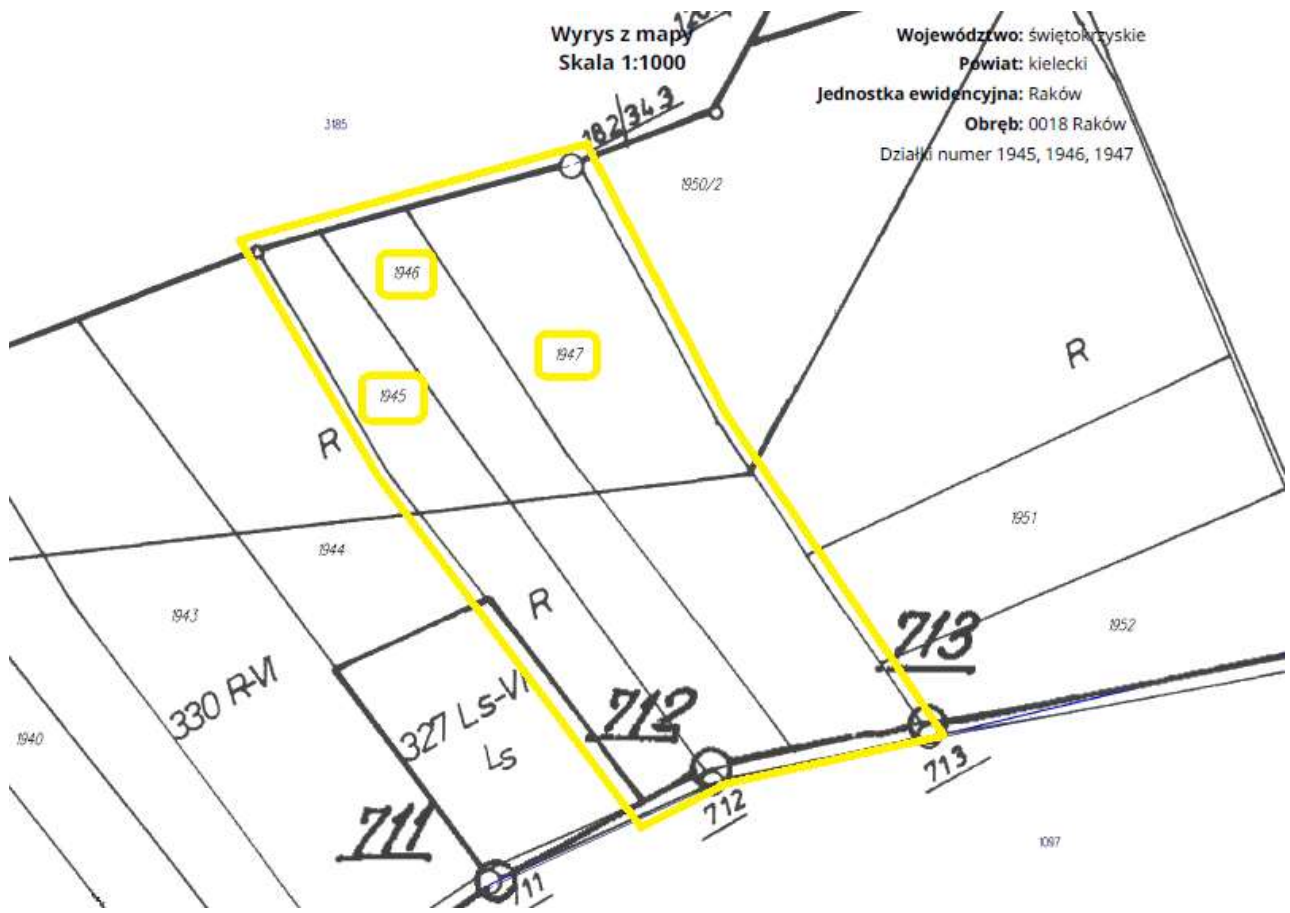 Wyrys z mapy
Skala 1:1000
Województwo: świętokrzyskie
Powiat: kielecki
Jednostka ewidencyjna: Raków
Obręb: 0018 Raków
Działki numer 1945, 1946, 1947
182/343
3185
1950/2
1946
1947
1945
R
R
1944
1951
1943
R
1952
713
330 R-VI
327 Ls-VI
Ls
712
1940
713
712
711
1097
711